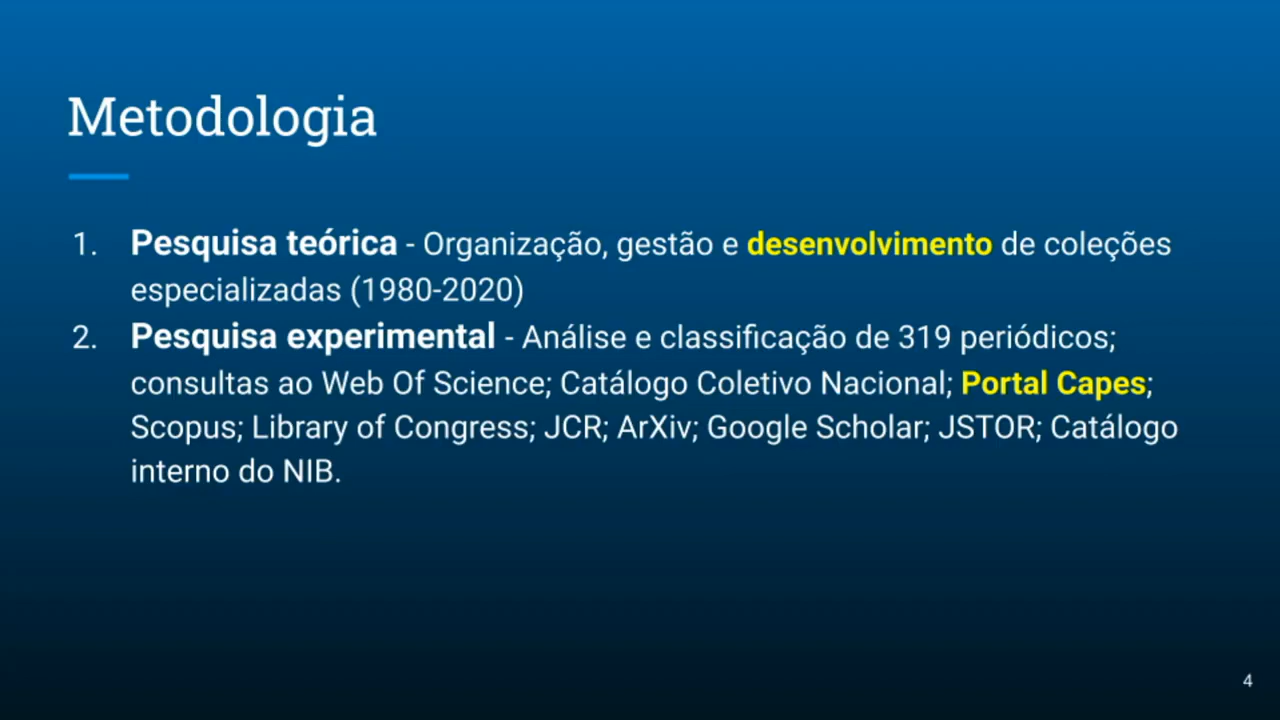 Metodologia
1. Pesquisa teórica - Organização, gestão e desenvolvimento de coleções
especializadas (1980-2020)
2. Pesquisa experimental - Análise e classificação de 319 periódicos;
consultas ao Web Of Science; Catálogo Coletivo Nacional; Portal Capes;
Scopus; Library of Congress; JCR; ArXiv; Google Scholar; JSTOR; Catálogo
interno do NIB.
4